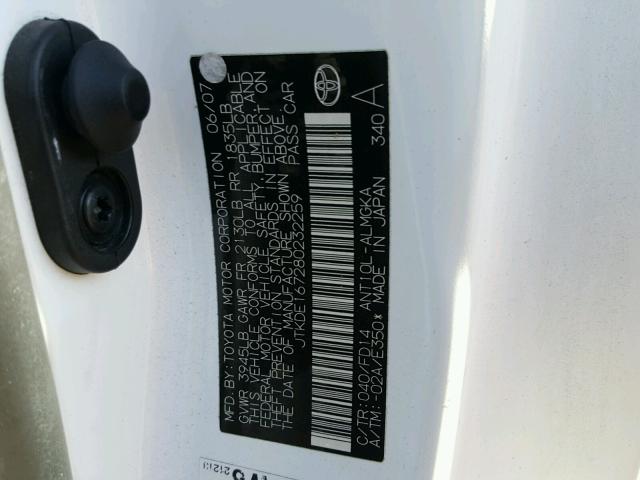 MFD. BY: TOYOTA MOTOR CORPORATION 06/07
GVWR 3945LB GAWR FR 2130LB RR 1835LB
THIS VEHICLE CONFORMS TO ALL APPLICABLE
FEDERAL MOTOR VEHICLE SAFETY, BUMPER, AND
THEFT PREVENTION STANDARDS IN EFFECT ON
THE DATE OF MANUFACTURE SHOWN ABOVE.
JTKDE167280232259 PASS CAR
C/TR: 040/FD14 ANT10L-ALMGKA 340 A
A/TM: -02A/E350* MADE IN JAPAN